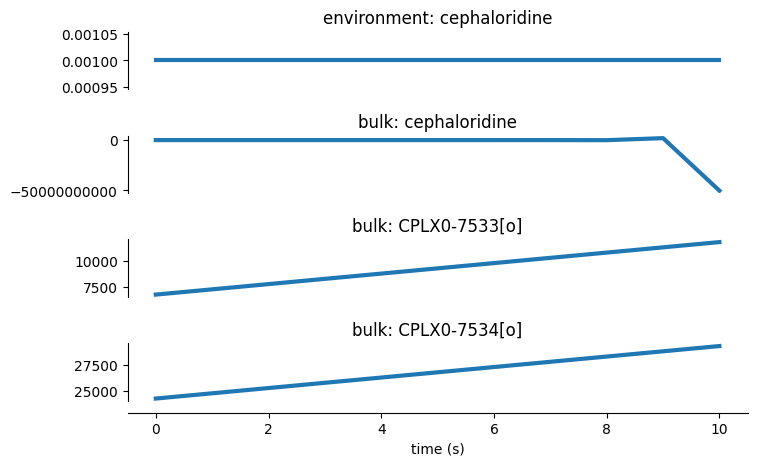 environment: cephaloridine
0.00105
0.00100
0.00095
bulk: cephaloridine
0
−50000000000
bulk: CPLX0-7533[o]
10000
7500
bulk: CPLX0-7534[o]
27500
25000
0 2 4 6 8 10
time (s)